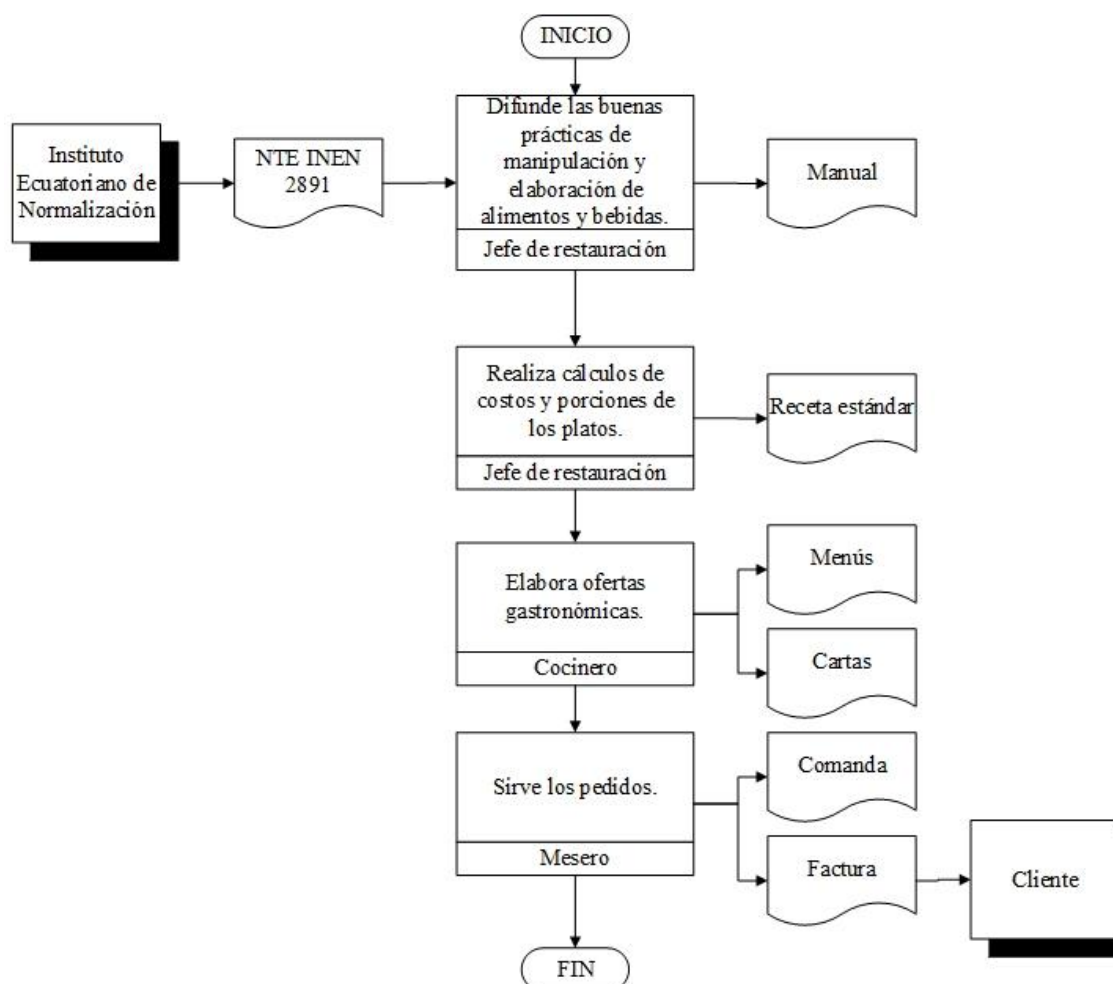 INICIO
Instituto
Ecuatoriano de
Normalización
NTE INEN
2891
Difunde las buenas
prácticas de
manipulación y
elaboración de
alimentos y bebidas.
Jefe de restauración
Manual
Realiza cálculos de
costos y porciones de
los platos.
Jefe de restauración
Receta estándar
Elabora ofertas
gastronómicas.
Cocinero
Menús
Cartas
Sirve los pedidos.
Mesero
Comanda
Factura
Cliente
FIN